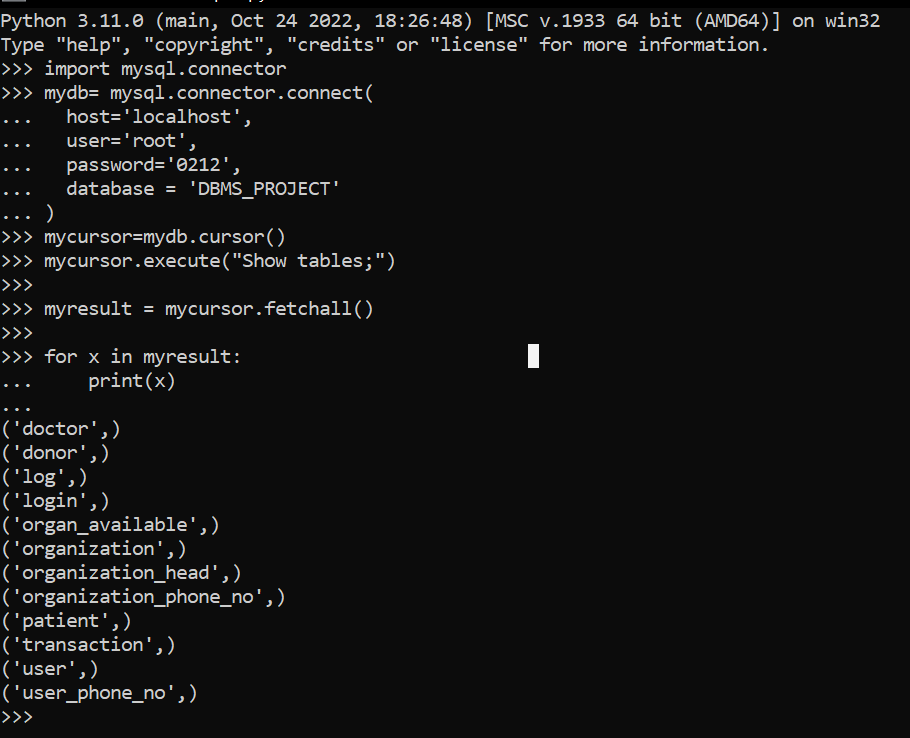 Python 3.11.0 (main, Oct 24 2022, 18:26:48) [MSC v.1933 64 bit (AMD64)] on win32
Type "help", "copyright", "credits" or "license" for more information.
>>> import mysql.connector
>>> mydb= mysql.connector.connect(
...   host='localhost',
...   user='root',
...   password='0212',
...   database = 'DBMS_PROJECT'
... )
>>> mycursor=mydb.cursor()
>>> mycursor.execute("Show tables;")
>>>
>>> myresult = mycursor.fetchall()
>>>
>>> for x in myresult:
...     print(x)
...
('doctor',)
('donor',)
('log',)
('login',)
('organ_available',)
('organization',)
('organization_head',)
('organization_phone_no',)
('patient',)
('transaction',)
('user',)
('user_phone_no',)
>>>